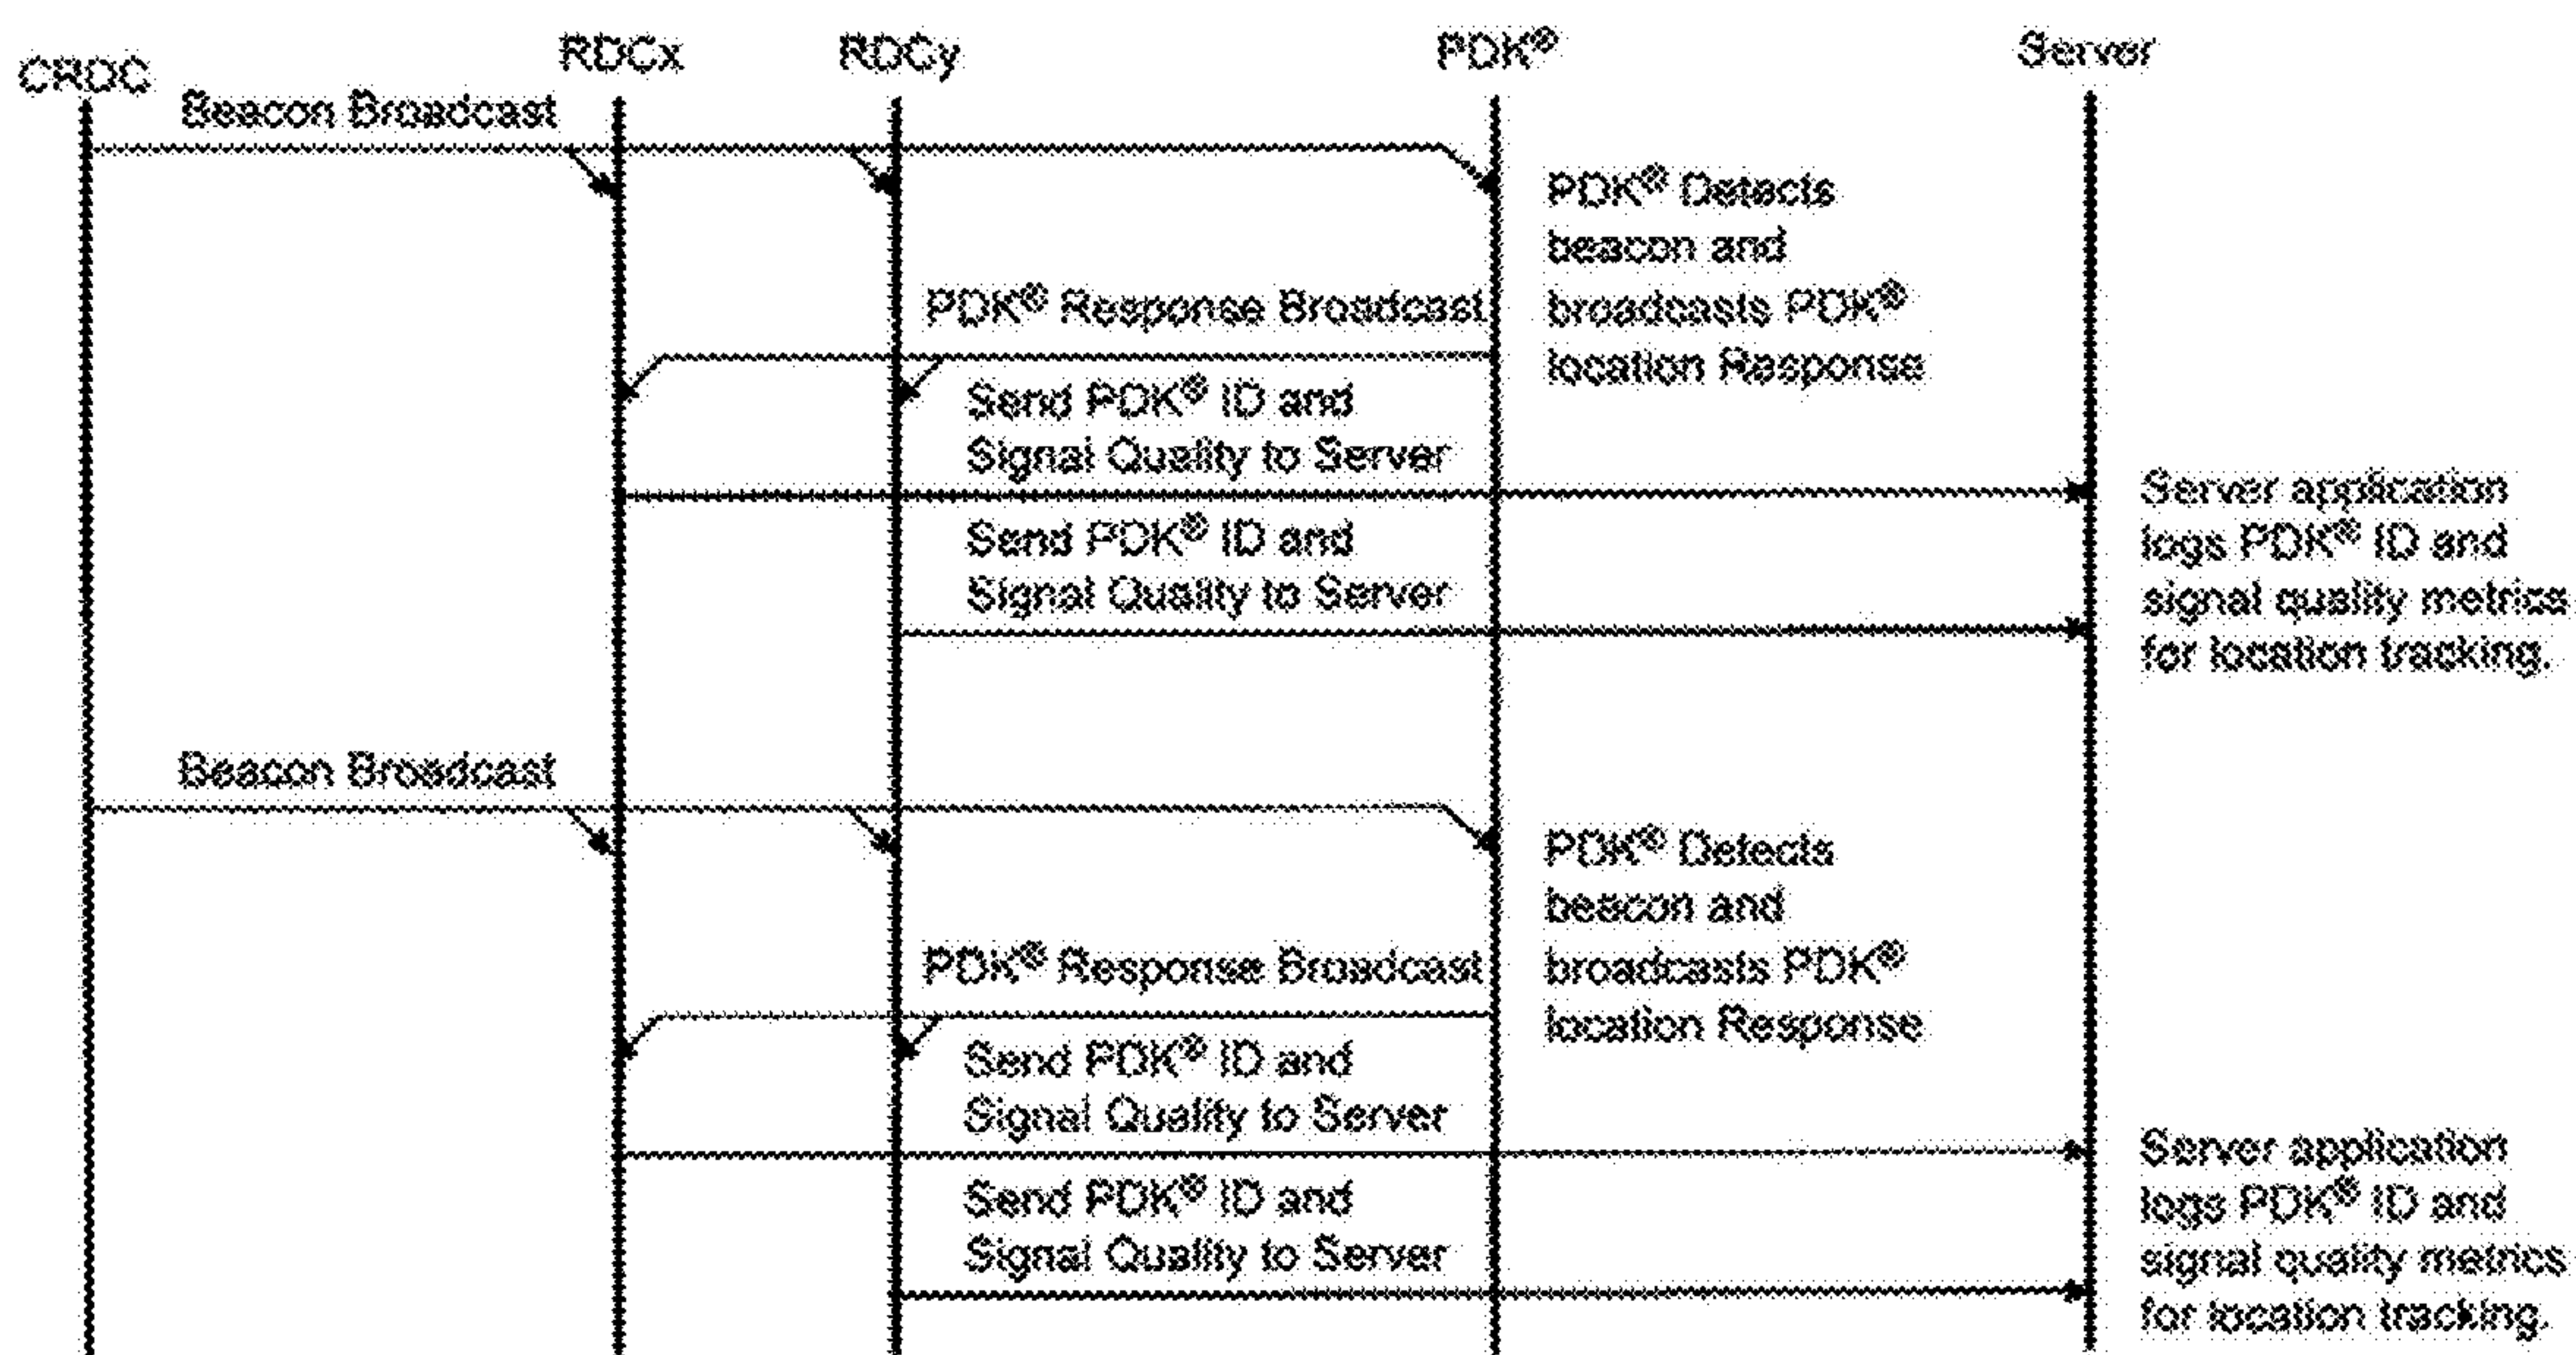 CRDC
RDCx
RDCy
PDK®
Server
Beacon Broadcast
PDK® Detects
beacon and
broadcasts PDK®
location Response
PDK® Response Broadcast
Send PDK® ID and
Signal Quality to Server
Send PDK® ID and
Signal Quality to Server
Server application
logs PDK® ID and
signal quality metrics
for location tracking.
Beacon Broadcast
PDK® Detects
beacon and
broadcasts PDK®
location Response
PDK® Response Broadcast
Send PDK® ID and
Signal Quality to Server
Send PDK® ID and
Signal Quality to Server
Server application
logs PDK® ID and
signal quality metrics
for location tracking.